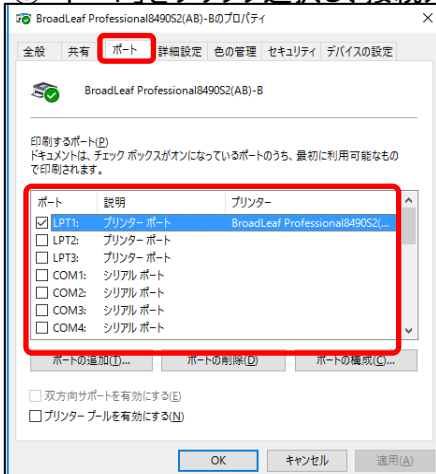 BroadLeaf Professional8490S2(AB)-Bのプロパティ
全般 共有 ポート 詳細設定 色の管理 セキュリティ デバイスの設定
BroadLeaf Professional8490S2(AB)-B
印刷するポート(P)
ドキュメントは、チェック ボックスがオンになっているポートのうち、最初に利用可能なもの
で印刷されます。
ポート 説明 プリンター
LPT1: プリンター ポート BroadLeaf Professional8490S2(...
LPT2: プリンター ポート
LPT3: プリンター ポート
COM1: シリアル ポート
COM2: シリアル ポート
COM3: シリアル ポート
COM4: シリアル ポート
ポートの追加(T)... ポートの削除(D) ポートの構成(C)...
双方向サポートを有効にする(E)
プリンター プールを有効にする(N)
OK キャンセル 適用(A)